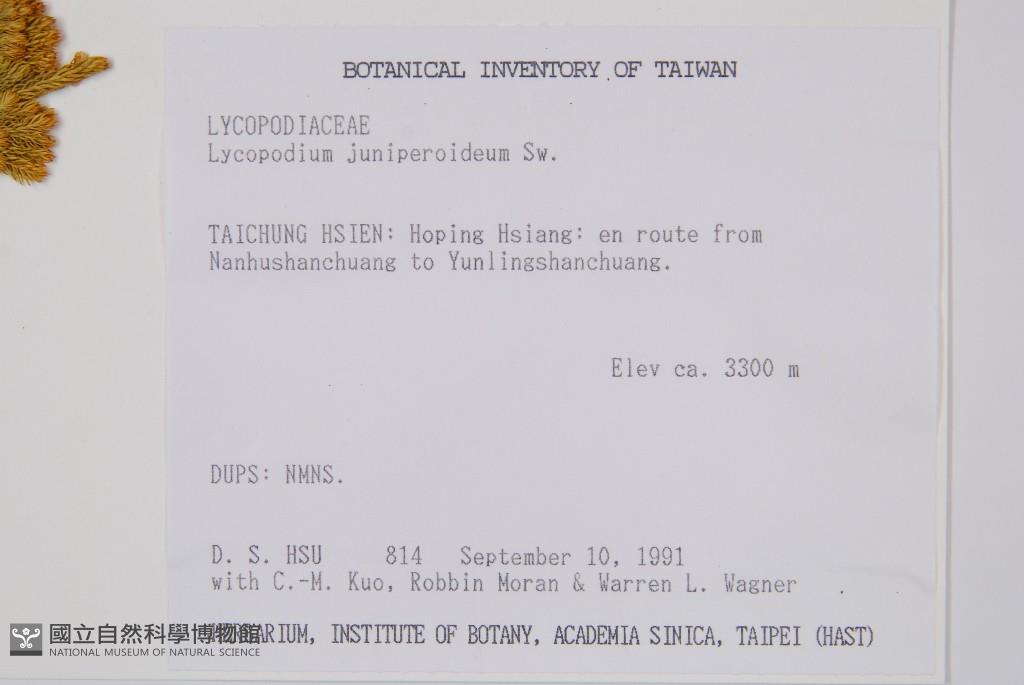 BOTANICAL INVENTORY OF TAIWAN
LYCOPODIACEAE
Lycopodium juniperoideum Sw.
TAICHUNG HSIEN: Hoping Hsiang: en route from
Nanhushanchuang to Yunlingshanchuang.
Elev ca. 3300 m
DUPS: NMNS.
D. S. HSU 814 September 10, 1991
with C.-M. Kuo, Robbin Moran & Warren L. Wagner
HERBARIUM, INSTITUTE OF BOTANY, ACADEMIA SINICA, TAIPEI (HAST)
國立自然科學博物館
NATIONAL MUSEUM OF NATURAL SCIENCE